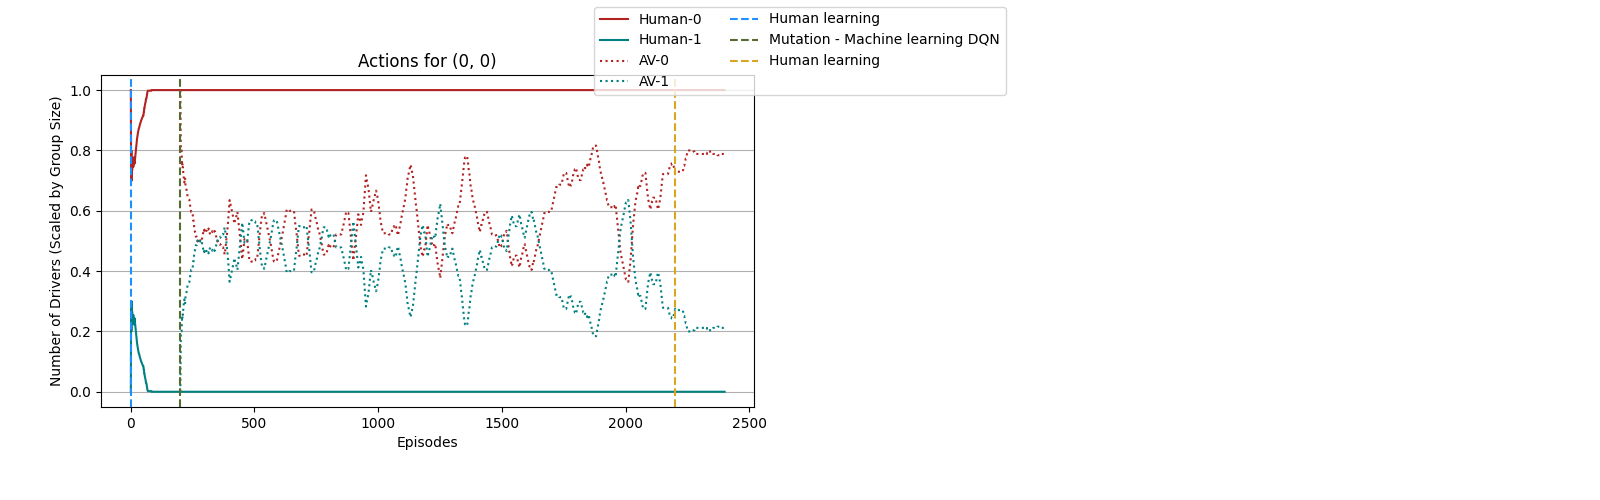 Human-0
Human-1
AV-0
AV-1
Human learning
Mutation - Machine learning DQN
Human learning
Actions for (0, 0)
Number of Drivers (Scaled by Group Size)
1.0
0.8
0.6
0.4
0.2
0.0
0 500 1000 1500 2000 2500
Episodes